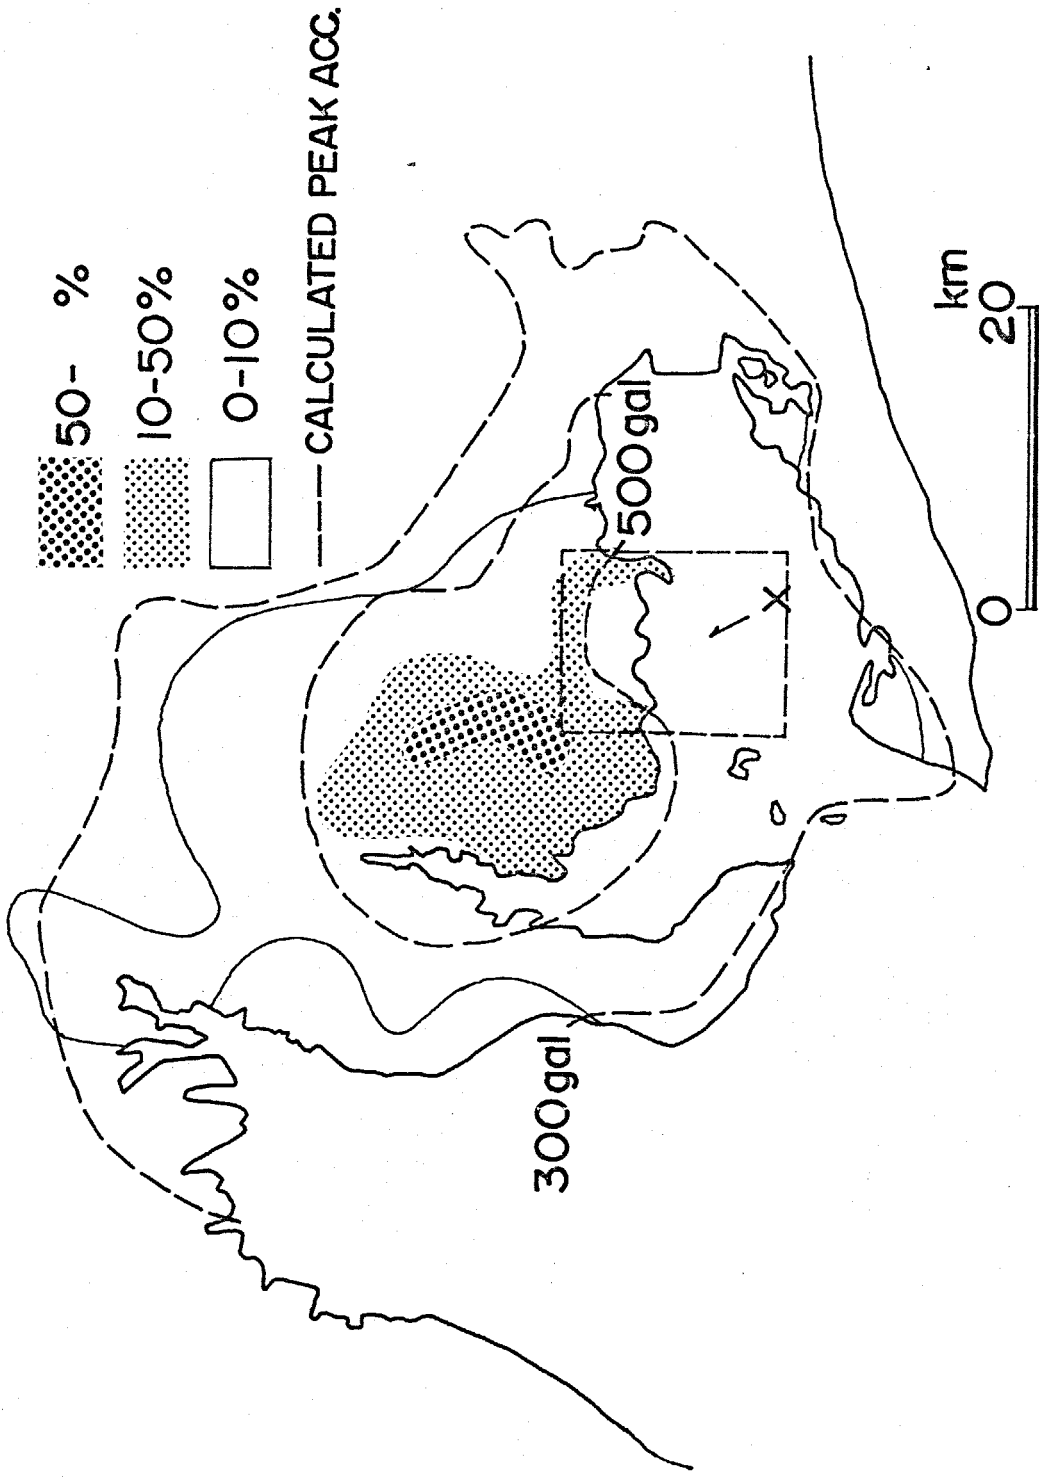 50- %
10-50%
0-10%
CALCULATED PEAK ACC.
500gal
300gal
X
km
0 20